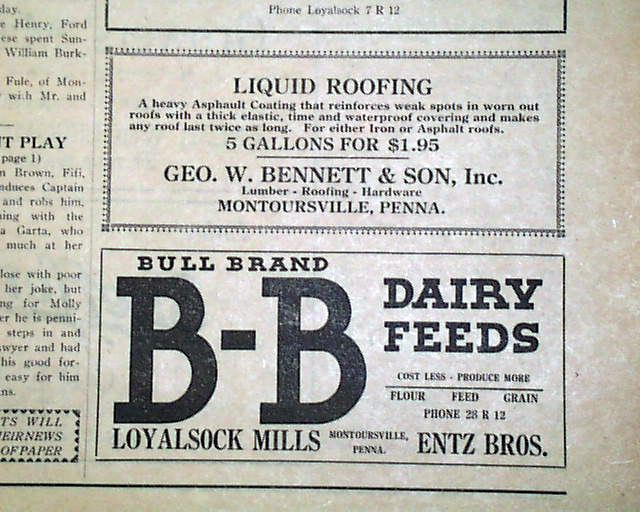 day.
e Henry, Ford
ese spent Sun-
William Burk-
Fule, of Mon-
with Mr. and
T PLAY
page 1)
n Brown, Fifi,
nduces Captain
and robs him,
ning with the
a Garta, who
much at her
lose with poor
her joke, but
ng for Molly
er he is penni-
steps in and
wyer and had
his good for-
easy for him
ns.
TS WILL
EIRNEWS
OFPAPER
Phone Loyalsock 7 R 12
LIQUID ROOFING
A heavy Asphault Coating that reinforces weak spots in worn out
roofs with a thick elastic, time and waterproof covering and makes
any roof last twice as long. For either Iron or Asphalt roofs.
5 GALLONS FOR $1.95
GEO. W. BENNETT & SON, Inc.
Lumber - Roofing - Hardware
MONTOURSVILLE, PENNA.
BULL BRAND
B-B
DAIRY
FEEDS
COST LESS - PRODUCE MORE
FLOUR FEED GRAIN
PHONE 28 R 12
LOYALSOCK MILLS
MONTOURSVILLE,
PENNA.
ENTZ BROS.